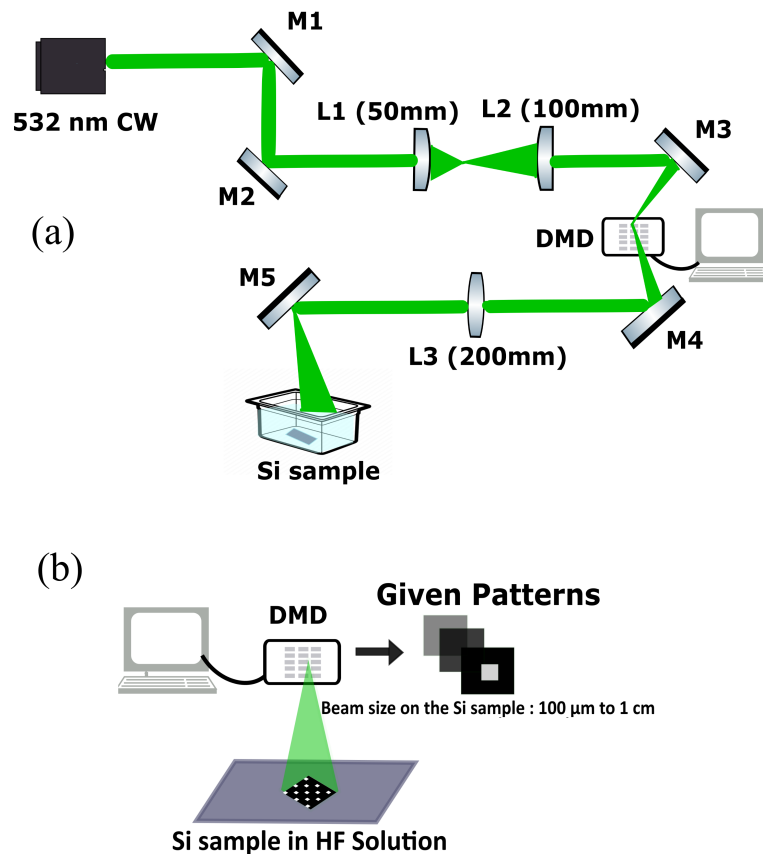 M1
532 nm CW
L1 (50mm)
L2 (100mm)
M3
M2
(a)
DMD
M5
L3 (200mm)
M4
Si sample
(b)
Given Patterns
DMD
Beam size on the Si sample : 100 µm to 1 cm
Si sample in HF Solution